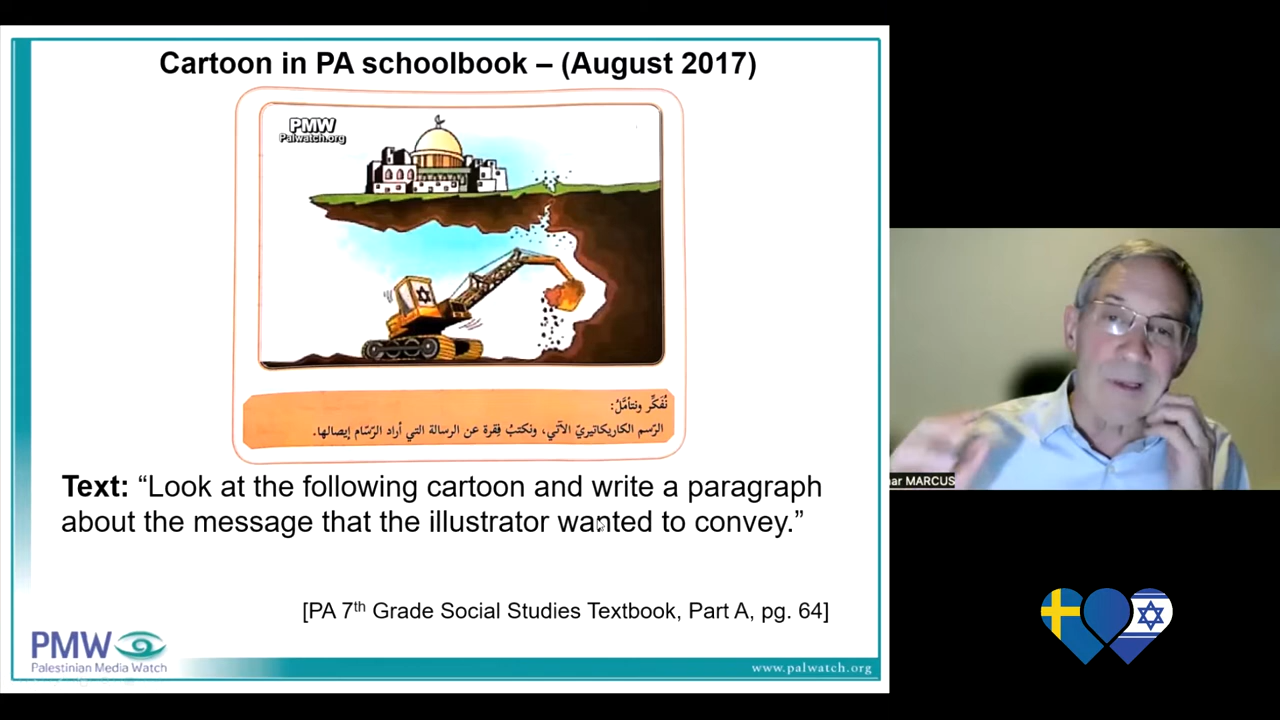 Cartoon in PA schoolbook – (August 2017)
PMW
Palwatch.org
نُفَكِّر ونتأمَّلُ:
الرّسم الكاريكاتيريّ الآتي، ونكتبُ فِقرة عن الرسالة التي أراد الرّسّام إيصالها.
Text: “Look at the following cartoon and write a paragraph
about the message that the illustrator wanted to convey.”
[PA 7th Grade Social Studies Textbook, Part A, pg. 64]
PMW
Palestinian Media Watch
www.palwatch.org
MARCUS